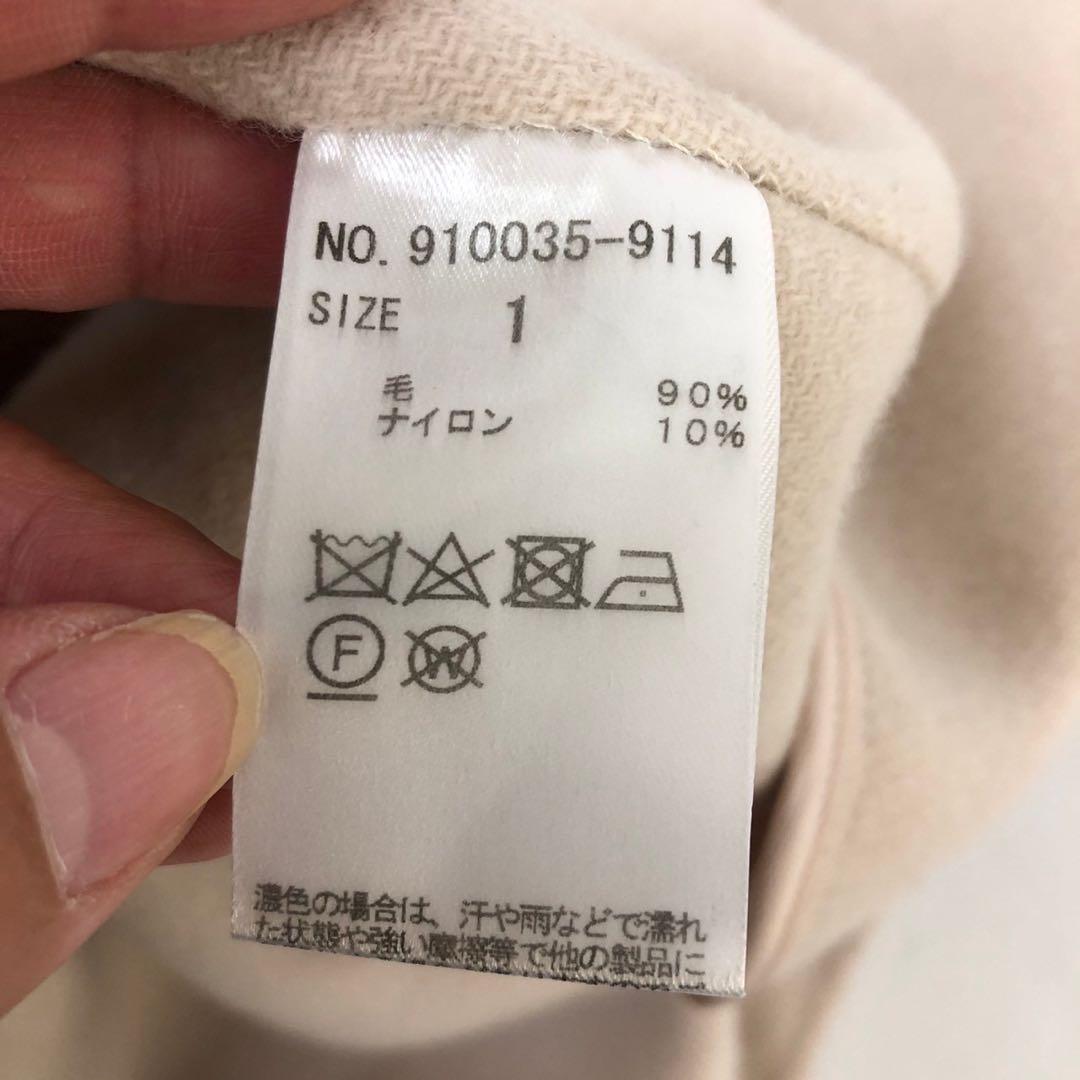 NO. 910035-9114
SIZE 1
毛 90%
ナイロン 10%
F
W
濃色の場合は、汗や雨などで濡れ
た状態や強い摩擦等で他の製品に